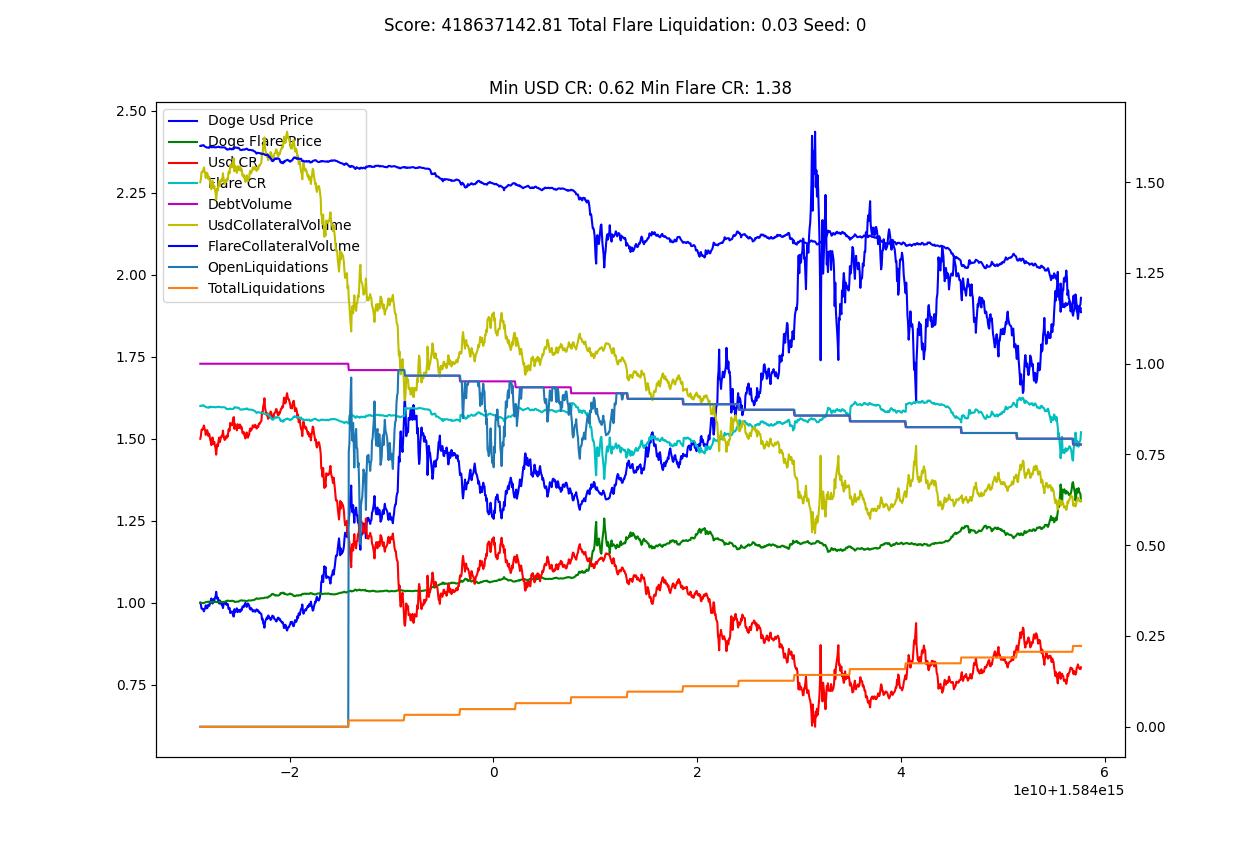 Score: 418637142.81 Total Flare Liquidation: 0.03 Seed: 0
Min USD CR: 0.62 Min Flare CR: 1.38
Doge Usd Price
Doge Flare Price
Usd CR
Flare CR
DebtVolume
UsdCollateralVolume
FlareCollateralVolume
OpenLiquidations
TotalLiquidations
2.50
2.25
2.00
1.75
1.50
1.25
1.00
0.75
1.50
1.25
1.00
0.75
0.50
0.25
0.00
−2
0
2
4
6
1e10+1.584e15